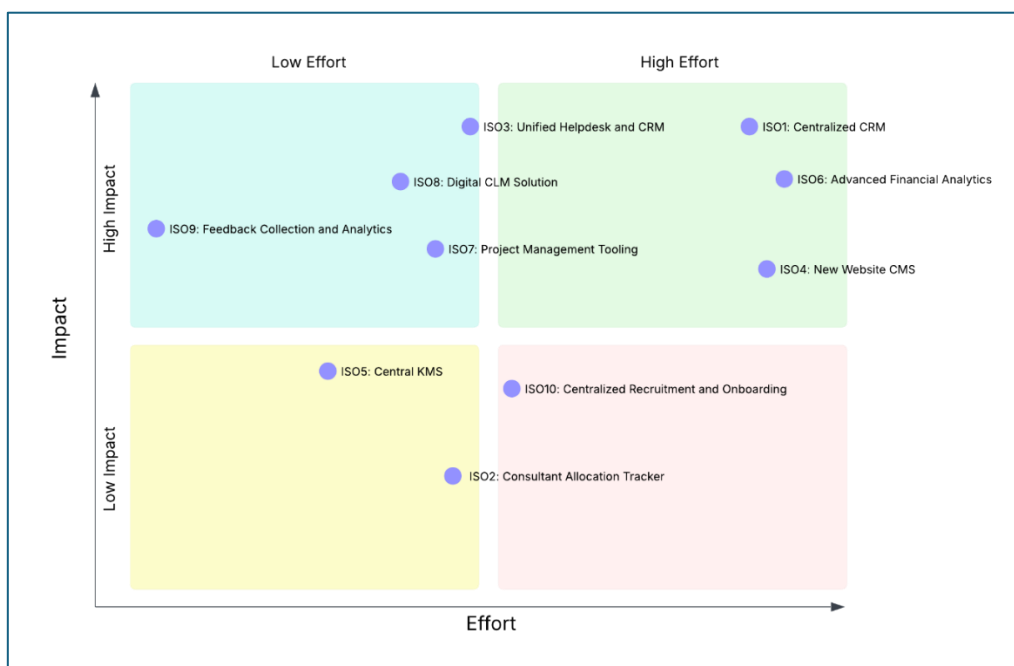 Low Effort
High Effort
ISO3: Unified Helpdesk and CRM
ISO1: Centralized CRM
ISO8: Digital CLM Solution
ISO6: Advanced Financial Analytics
High Impact
ISO9: Feedback Collection and Analytics
ISO7: Project Management Tooling
ISO4: New Website CMS
Impact
ISO5: Central KMS
ISO10: Centralized Recruitment and Onboarding
Low Impact
ISO2: Consultant Allocation Tracker
Effort